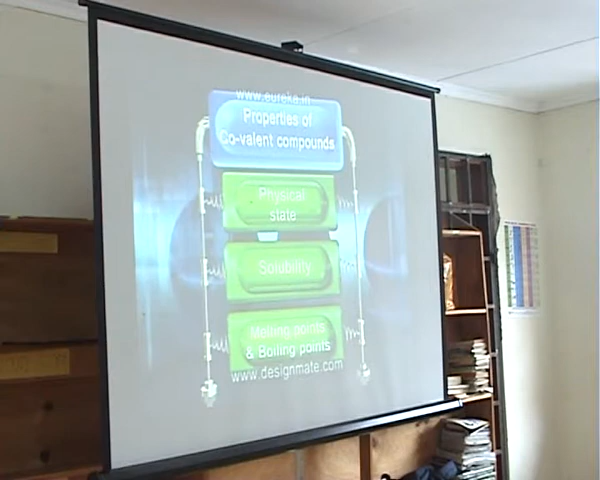 www.eureka.in
Properties of
Co-valent compounds
Physical
state
Solubility
Melting points
& Boiling points
www.designmate.com